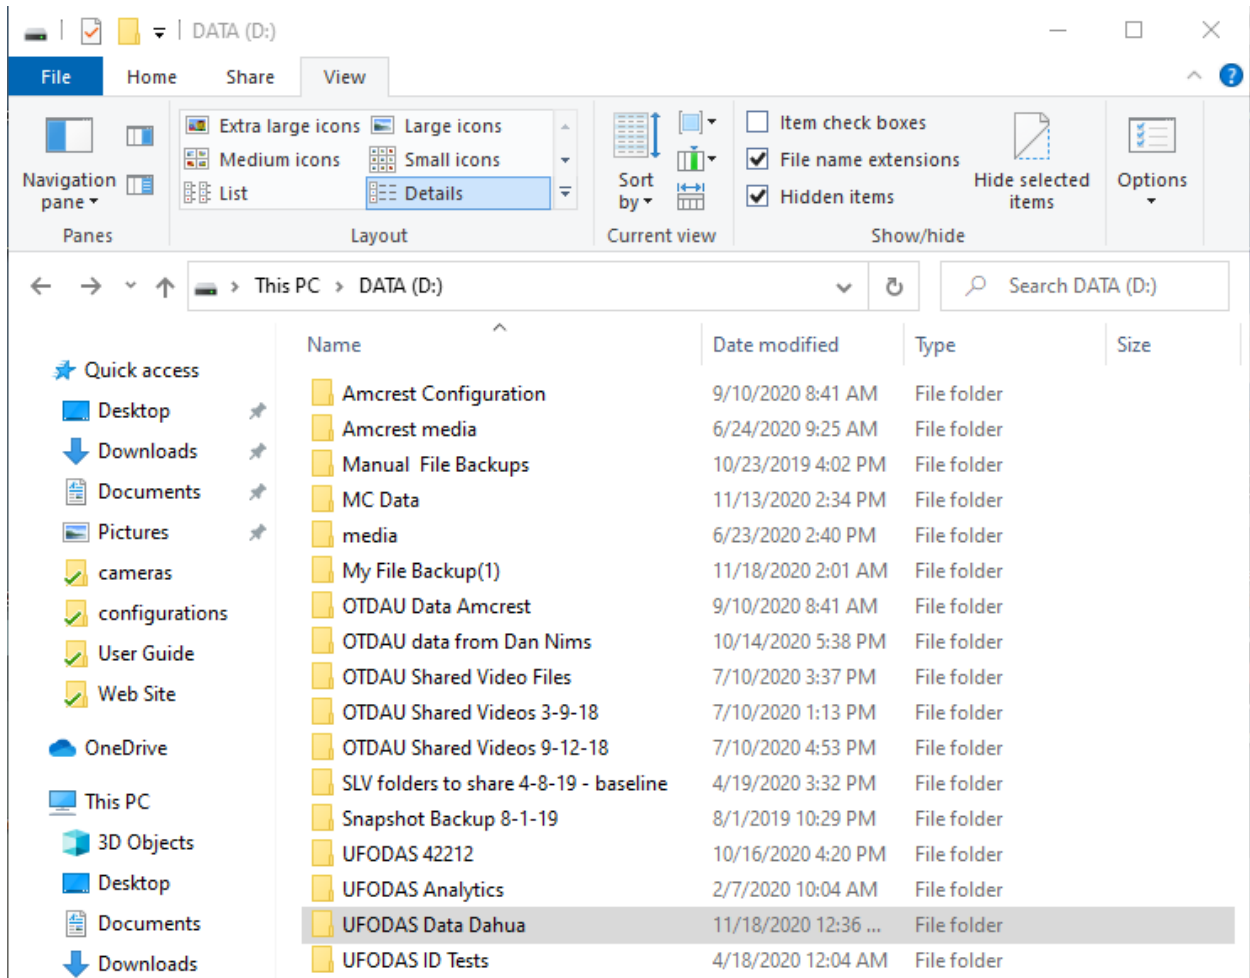 DATA (D:)
File Home Share View
Navigation pane
Extra large icons Large icons
Medium icons Small icons
List Details
Sort by
Item check boxes
File name extensions
Hidden items
Hide selected items
Options
Panes Layout Current view Show/hide
This PC > DATA (D:)
Search DATA (D:)
Quick access
Desktop
Downloads
Documents
Pictures
cameras
configurations
User Guide
Web Site
OneDrive
This PC
3D Objects
Desktop
Documents
Downloads
Name Date modified Type Size
Amcrest Configuration 9/10/2020 8:41 AM File folder
Amcrest media 6/24/2020 9:25 AM File folder
Manual  File Backups 10/23/2019 4:02 PM File folder
MC Data 11/13/2020 2:34 PM File folder
media 6/23/2020 2:40 PM File folder
My File Backup(1) 11/18/2020 2:01 AM File folder
OTDAU Data Amcrest 9/10/2020 8:41 AM File folder
OTDAU data from Dan Nims 10/14/2020 5:38 PM File folder
OTDAU Shared Video Files 7/10/2020 3:37 PM File folder
OTDAU Shared Videos 3-9-18 7/10/2020 1:13 PM File folder
OTDAU Shared Videos 9-12-18 7/10/2020 4:53 PM File folder
SLV folders to share 4-8-19 - baseline 4/19/2019 3:32 PM File folder
Snapshot Backup 8-1-19 8/1/2019 10:29 PM File folder
UFODAS 42212 10/16/2020 4:20 PM File folder
UFODAS Analytics 2/7/2020 10:04 AM File folder
UFODAS Data Dahua 11/18/2020 12:36 ... File folder
UFODAS ID Tests 4/18/2020 12:04 AM File folder